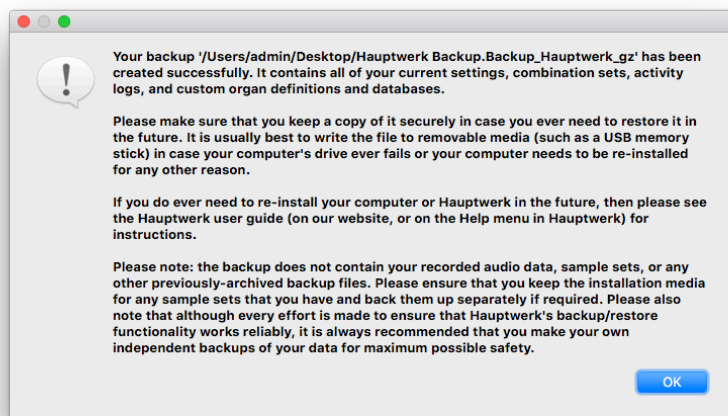 Your backup '/Users/admin/Desktop/Hauptwerk Backup.Backup_Hauptwerk_gz' has been
created successfully. It contains all of your current settings, combination sets, activity
logs, and custom organ definitions and databases.
Please make sure that you keep a copy of it securely in case you ever need to restore it in
the future. It is usually best to write the file to removable media (such as a USB memory
stick) in case your computer's drive ever fails or your computer needs to be re-installed
for any other reason.
If you do ever need to re-install your computer or Hauptwerk in the future, then please see
the Hauptwerk user guide (on our website, or on the Help menu in Hauptwerk) for
instructions.
Please note: the backup does not contain your recorded audio data, sample sets, or any
other previously-archived backup files. Please ensure that you keep the installation media
for any sample sets that you have and back them up separately if required. Please also
note that although every effort is made to ensure that Hauptwerk's backup/restore
functionality works reliably, it is always recommended that you make your own
independent backups of your data for maximum possible safety.
OK